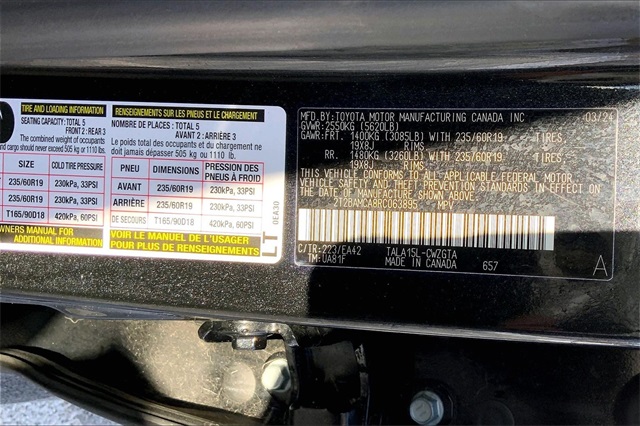 TIRE AND LOADING INFORMATION
SEATING CAPACITY: TOTAL 5
FRONT 2 : REAR 3
The combined weight of occupants
and cargo should never exceed 505 kg or 1110 lb.
SIZE COLD TIRE PRESSURE
235/60R19 230kPa, 33PSI
235/60R19 230kPa, 33PSI
T165/90D18 420kPa, 60PSI
OWNERS MANUAL FOR
ADDITIONAL INFORMATION
RENSEIGNEMENTS SUR LES PNEUS ET LE CHARGEMENT
NOMBRE DE PLACES : TOTAL 5
AVANT 2 : ARRIÈRE 3
Le poids total des occupants et du chargement ne doit
jamais dépasser 505 kg ou 1110 lb.
PNEU DIMENSIONS PRESSION DES PNEUS À FROID
AVANT 235/60R19 230kPa, 33PSI
ARRIÈRE 235/60R19 230kPa, 33PSI
DE SECOURS T165/90D18 420kPa, 60PSI
VOIR LE MANUEL DE L'USAGER
POUR PLUS DE RENSEIGNEMENTS
LT 0EA30
MFD.BY:TOYOTA MOTOR MANUFACTURING CANADA INC 03/24
GVWR:2550KG (5620LB)
GAWR:FRT. 1400KG (3085LB) WITH 235/60R19 TIRES
19X8J RIMS
RR. 1480KG (3260LB) WITH 235/60R19 TIRES
19X8J RIMS
THIS VEHICLE CONFORMS TO ALL APPLICABLE FEDERAL MOTOR
VEHICLE SAFETY, BUMPER, AND THEFT PREVENTION STANDARDS IN
EFFECT ON THE DATE OF MANUFACTURE SHOWN ABOVE.
2T2BAMCA8RC063895 MPV
C/TR:223/EA42 TALA15L-CWZGTA
TM:UA81F MADE IN CANADA 657 A